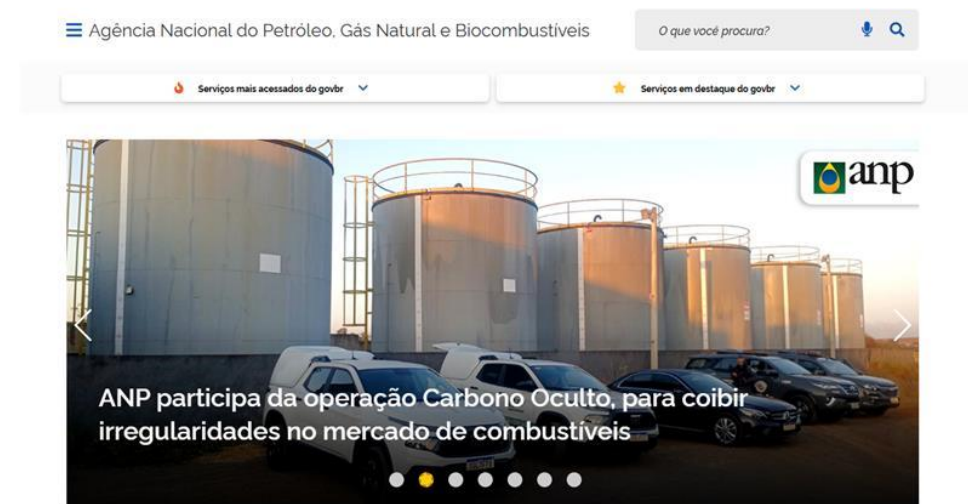 Agência Nacional do Petróleo, Gás Natural e Biocombustíveis
O que você procura?
Serviços mais acessados do govbr
Serviços em destaque do govbr
anp
ANP participa da operação Carbono Oculto, para coibir
irregularidades no mercado de combustíveis